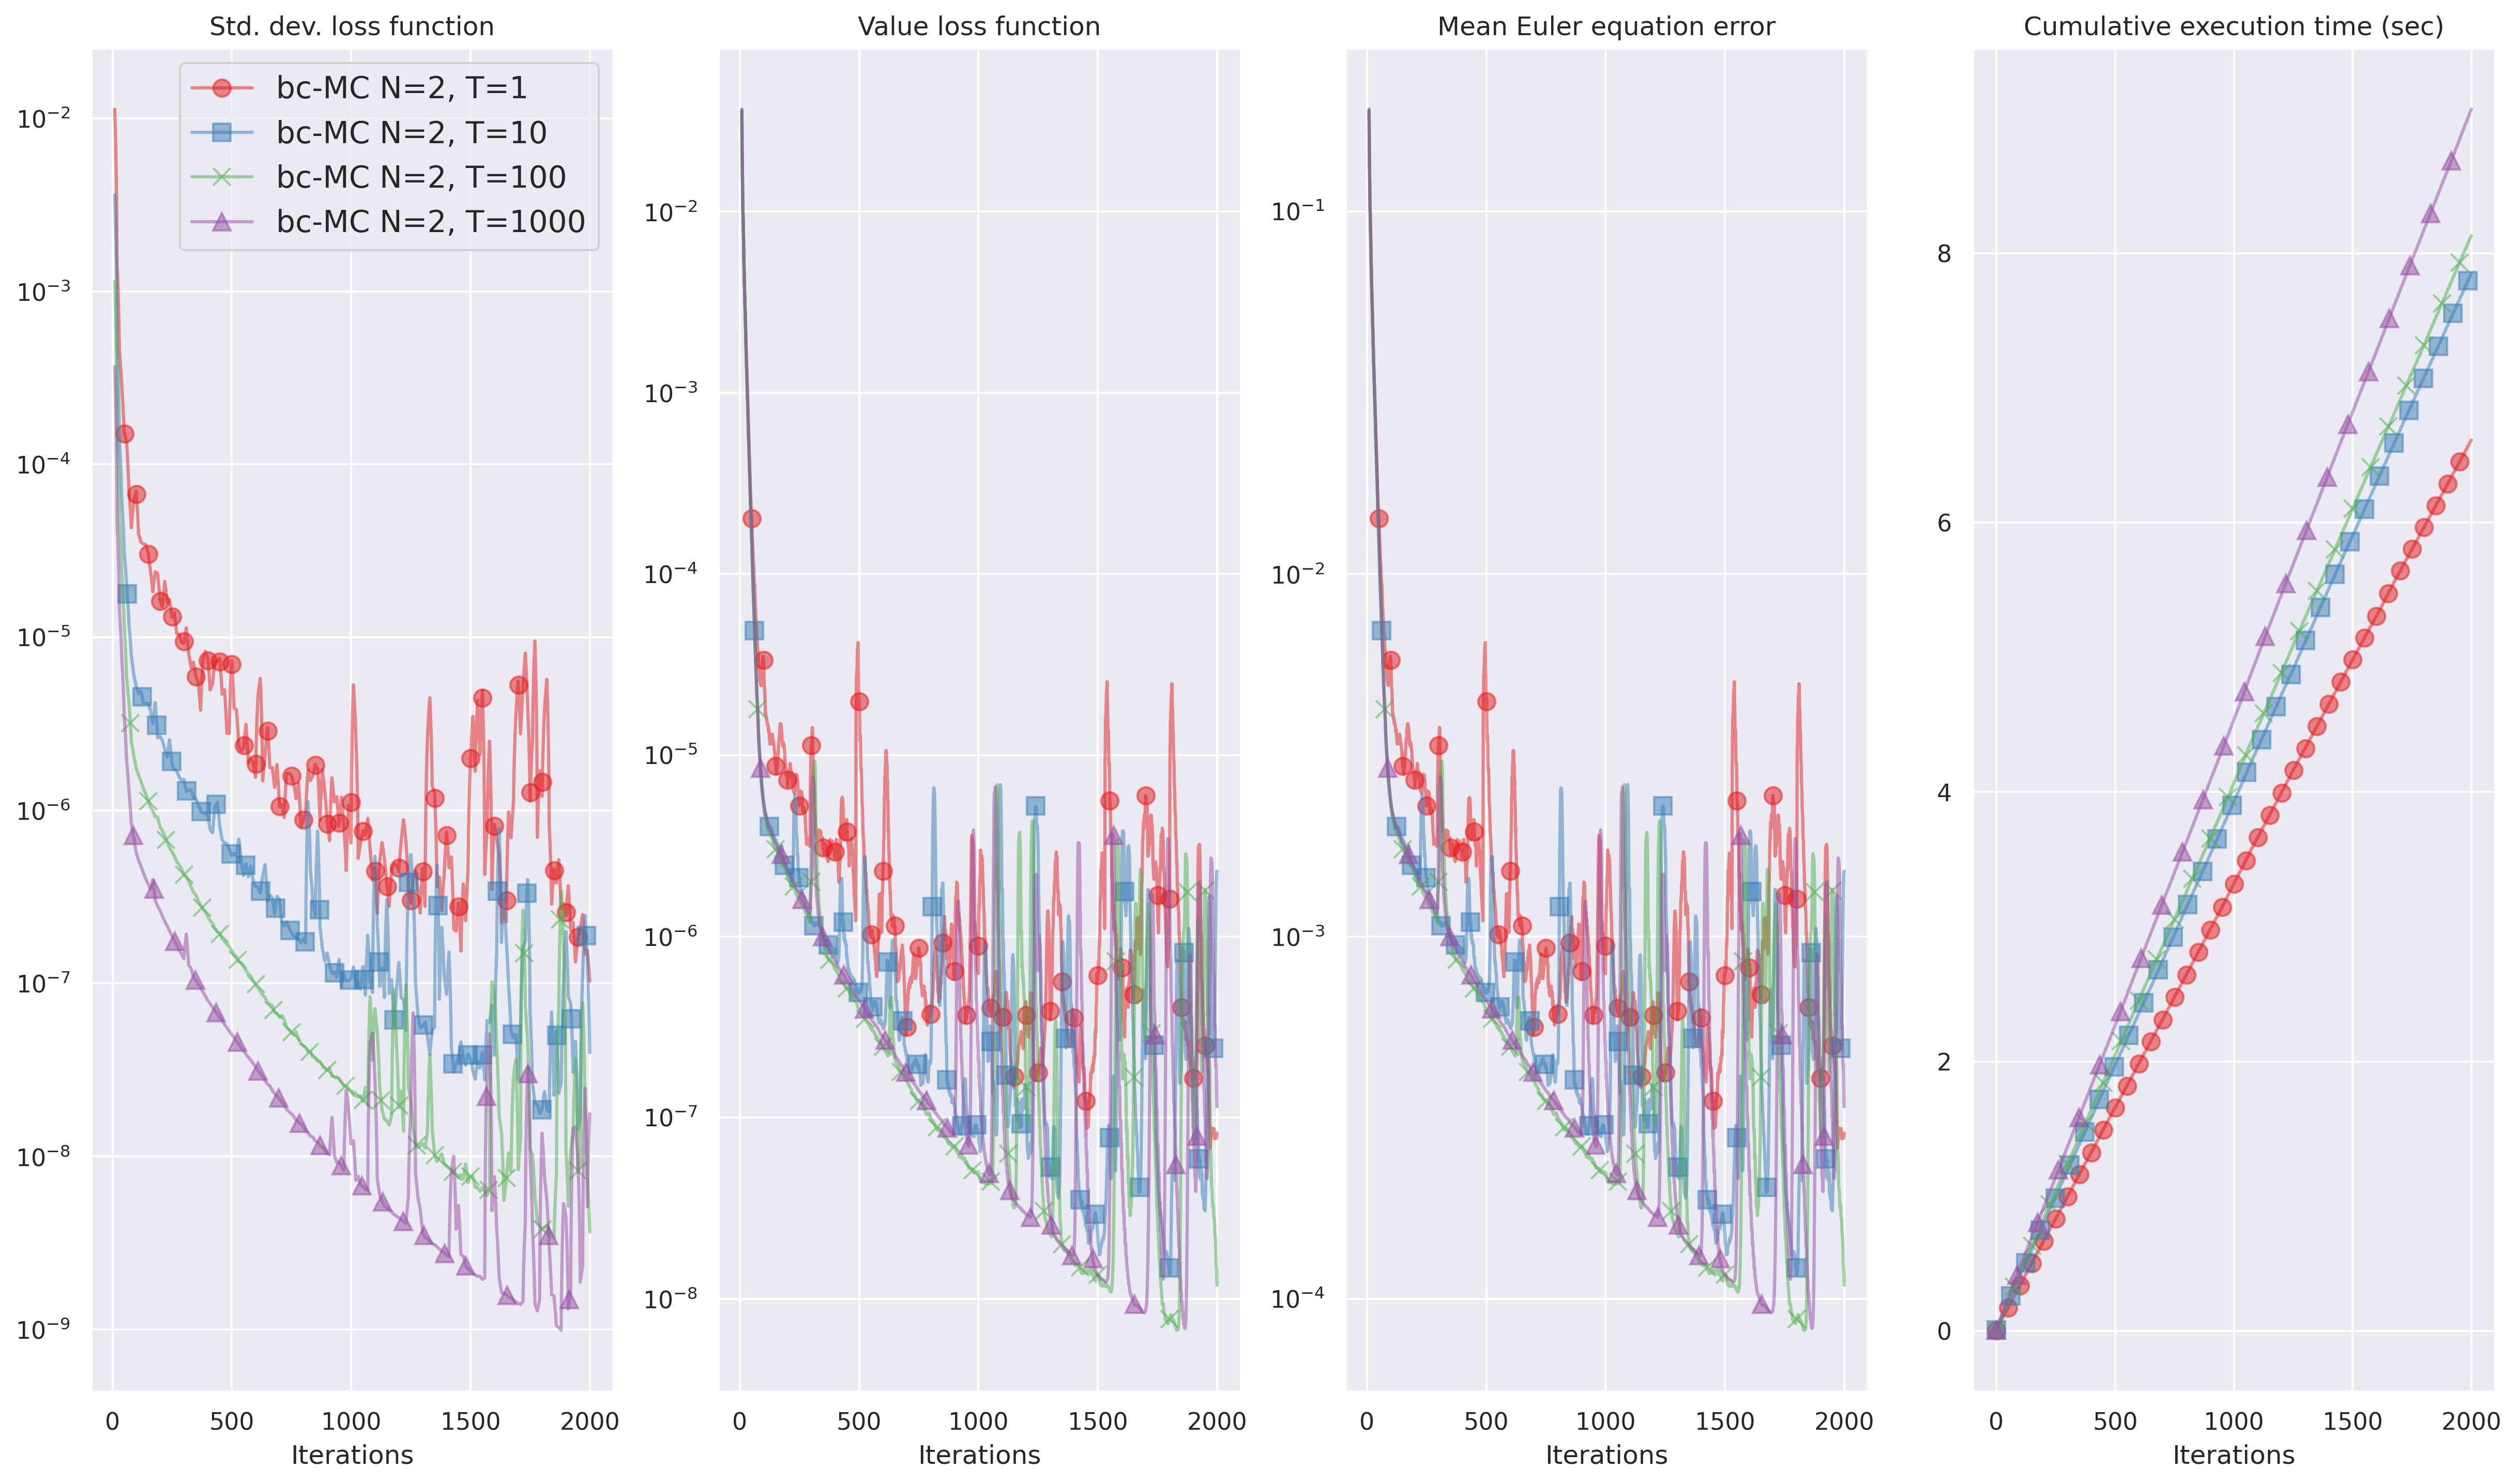 Std. dev. loss function
bc-MC N=2, T=1
bc-MC N=2, T=10
bc-MC N=2, T=100
bc-MC N=2, T=1000
10⁻²
10⁻³
10⁻⁴
10⁻⁵
10⁻⁶
10⁻⁷
10⁻⁸
10⁻⁹
0 500 1000 1500 2000
Iterations
Value loss function
10⁻²
10⁻³
10⁻⁴
10⁻⁵
10⁻⁶
10⁻⁷
10⁻⁸
0 500 1000 1500 2000
Iterations
Mean Euler equation error
10⁻¹
10⁻²
10⁻³
10⁻⁴
0 500 1000 1500 2000
Iterations
Cumulative execution time (sec)
8
6
4
2
0
0 500 1000 1500 2000
Iterations